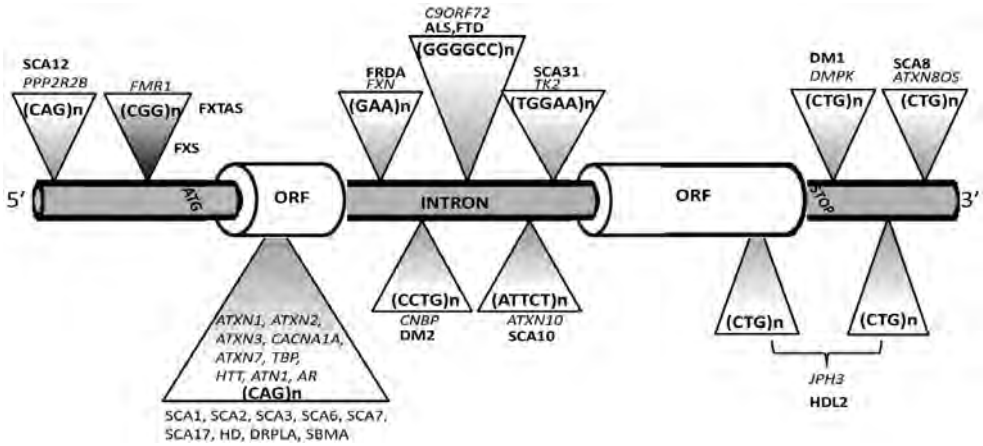 C9ORF72
ALS,FTD
(GGGGCC)n
SCA12
PPP2R2B
(CAG)n
FMR1
(CGG)n
FXTAS
FXS
FRDA
FXN
(GAA)n
SCA31
TK2
(TGGAA)n
DM1
DMPK
(CTG)n
SCA8
ATXN8OS
(CTG)n
5'
ATG
ORF
INTRON
ORF
STOP
3'
ATXN1, ATXN2,
ATXN3, CACNA1A,
ATXN7, TBP,
HTT, ATN1, AR
(CAG)n
SCA1, SCA2, SCA3, SCA6, SCA7,
SCA17, HD, DRPLA, SBMA
(CCTG)n
CNBP
DM2
(ATTCT)n
ATXN10
SCA10
(CTG)n
(CTG)n
JPH3
HDL2